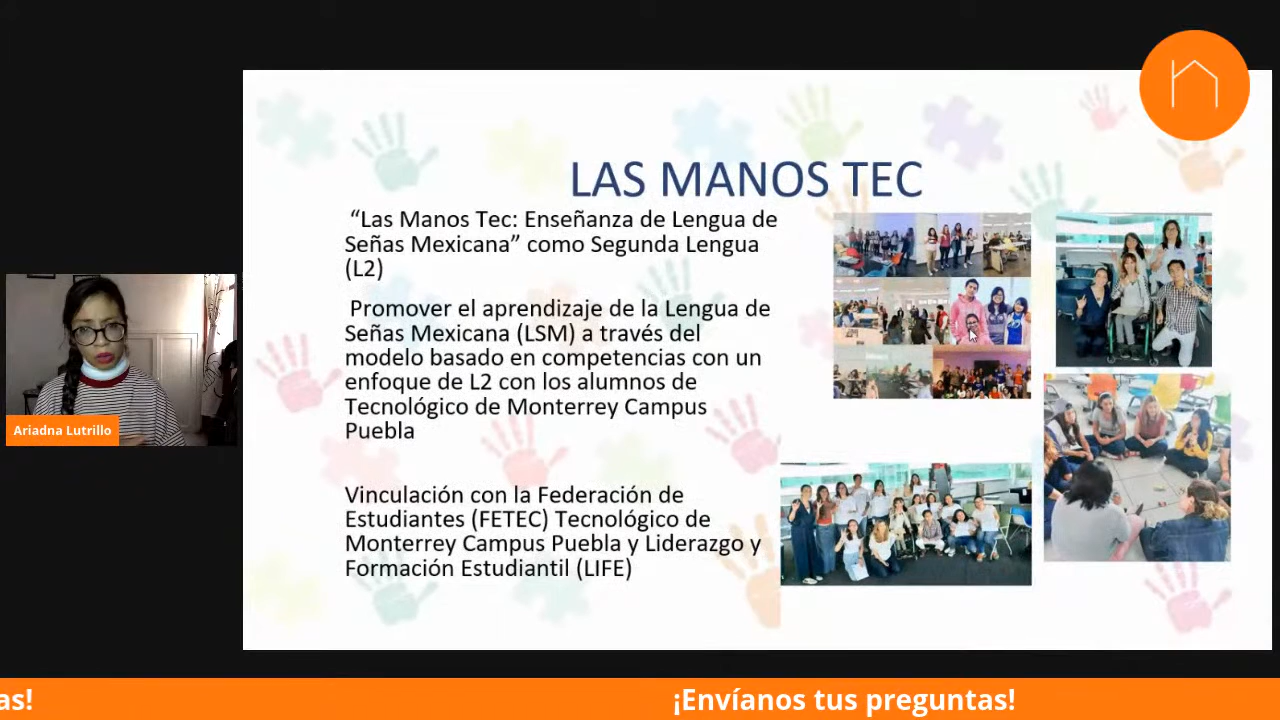 LAS MANOS TEC
“Las Manos Tec: Enseñanza de Lengua de
Señas Mexicana” como Segunda Lengua
(L2)
Promover el aprendizaje de la Lengua de
Señas Mexicana (LSM) a través del
modelo basado en competencias con un
enfoque de L2 con los alumnos de
Tecnológico de Monterrey Campus
Puebla
Vinculación con la Federación de
Estudiantes (FETEC) Tecnológico de
Monterrey Campus Puebla y Liderazgo y
Formación Estudiantil (LIFE)
Ariadna Lutrillo
as!
¡Envíanos tus preguntas!